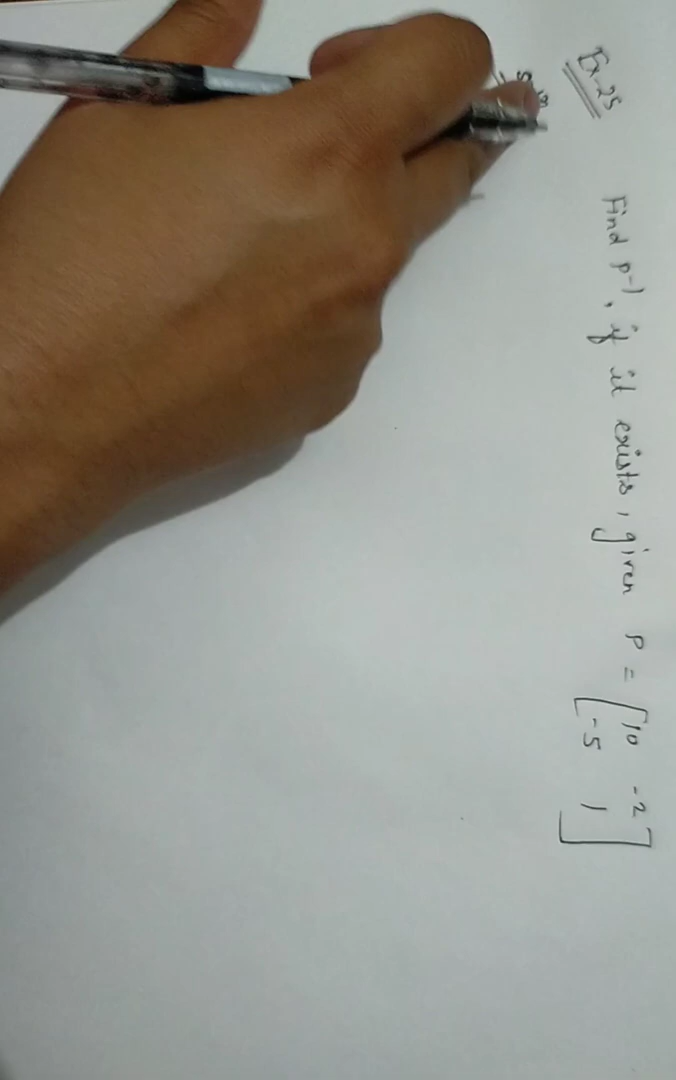 Ex-25
Find P-1, if it exists, given P = [10 -2
-5 1]